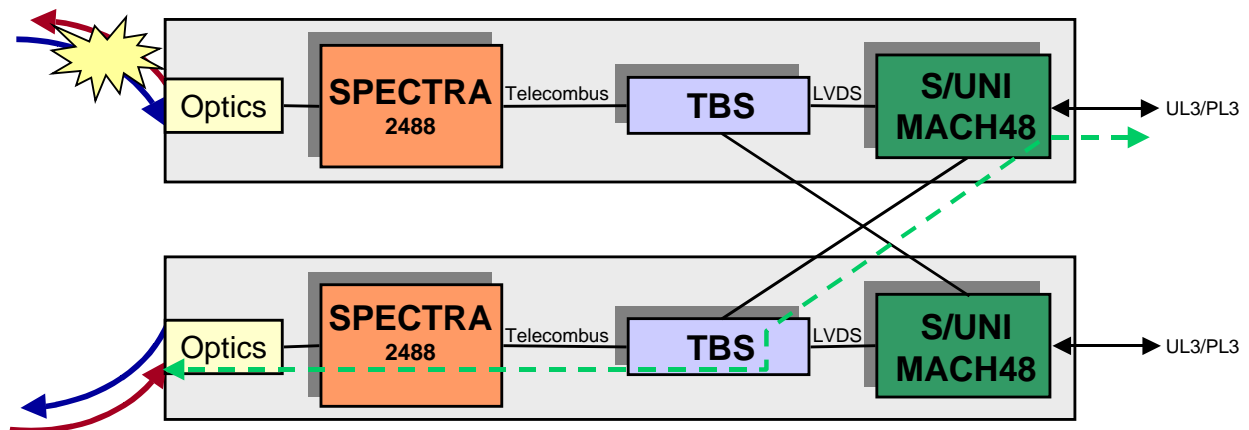 Optics
SPECTRA
2488
Telecombus
TBS
LVDS
S/UNI
MACH48
UL3/PL3
Optics
SPECTRA
2488
Telecombus
TBS
LVDS
S/UNI
MACH48
UL3/PL3